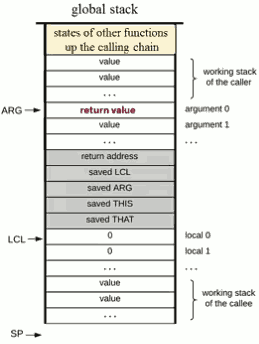 global stack
states of other functions
up the calling chain
value
value
...
working stack
of the caller
ARG
return value
argument 0
value
argument 1
...
...
return address
saved LCL
saved ARG
saved THIS
saved THAT
LCL
0
local 0
0
local 1
...
...
value
value
...
working stack
of the callee
SP